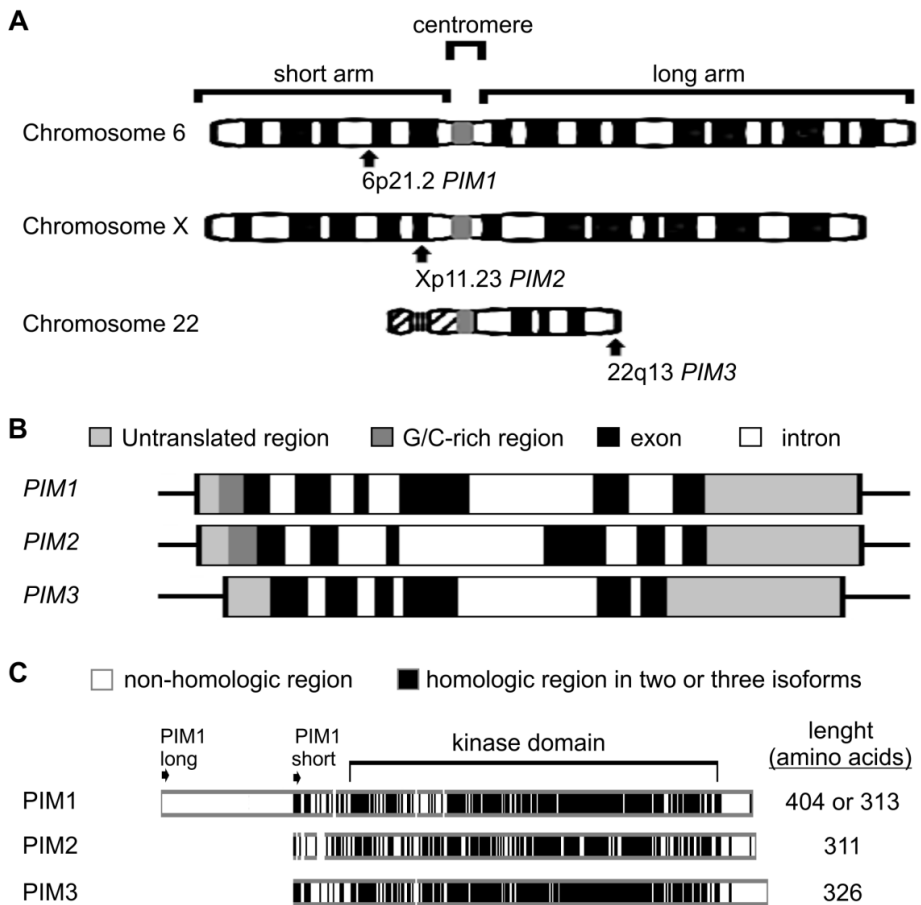 A
centromere
short arm
long arm
Chromosome 6
6p21.2 PIM1
Chromosome X
Xp11.23 PIM2
Chromosome 22
22q13 PIM3
B
Untranslated region G/C-rich region exon intron
PIM1
PIM2
PIM3
C
non-homologic region homologic region in two or three isoforms
PIM1 long
PIM1 short
kinase domain
lenght
(amino acids)
PIM1 404 or 313
PIM2 311
PIM3 326